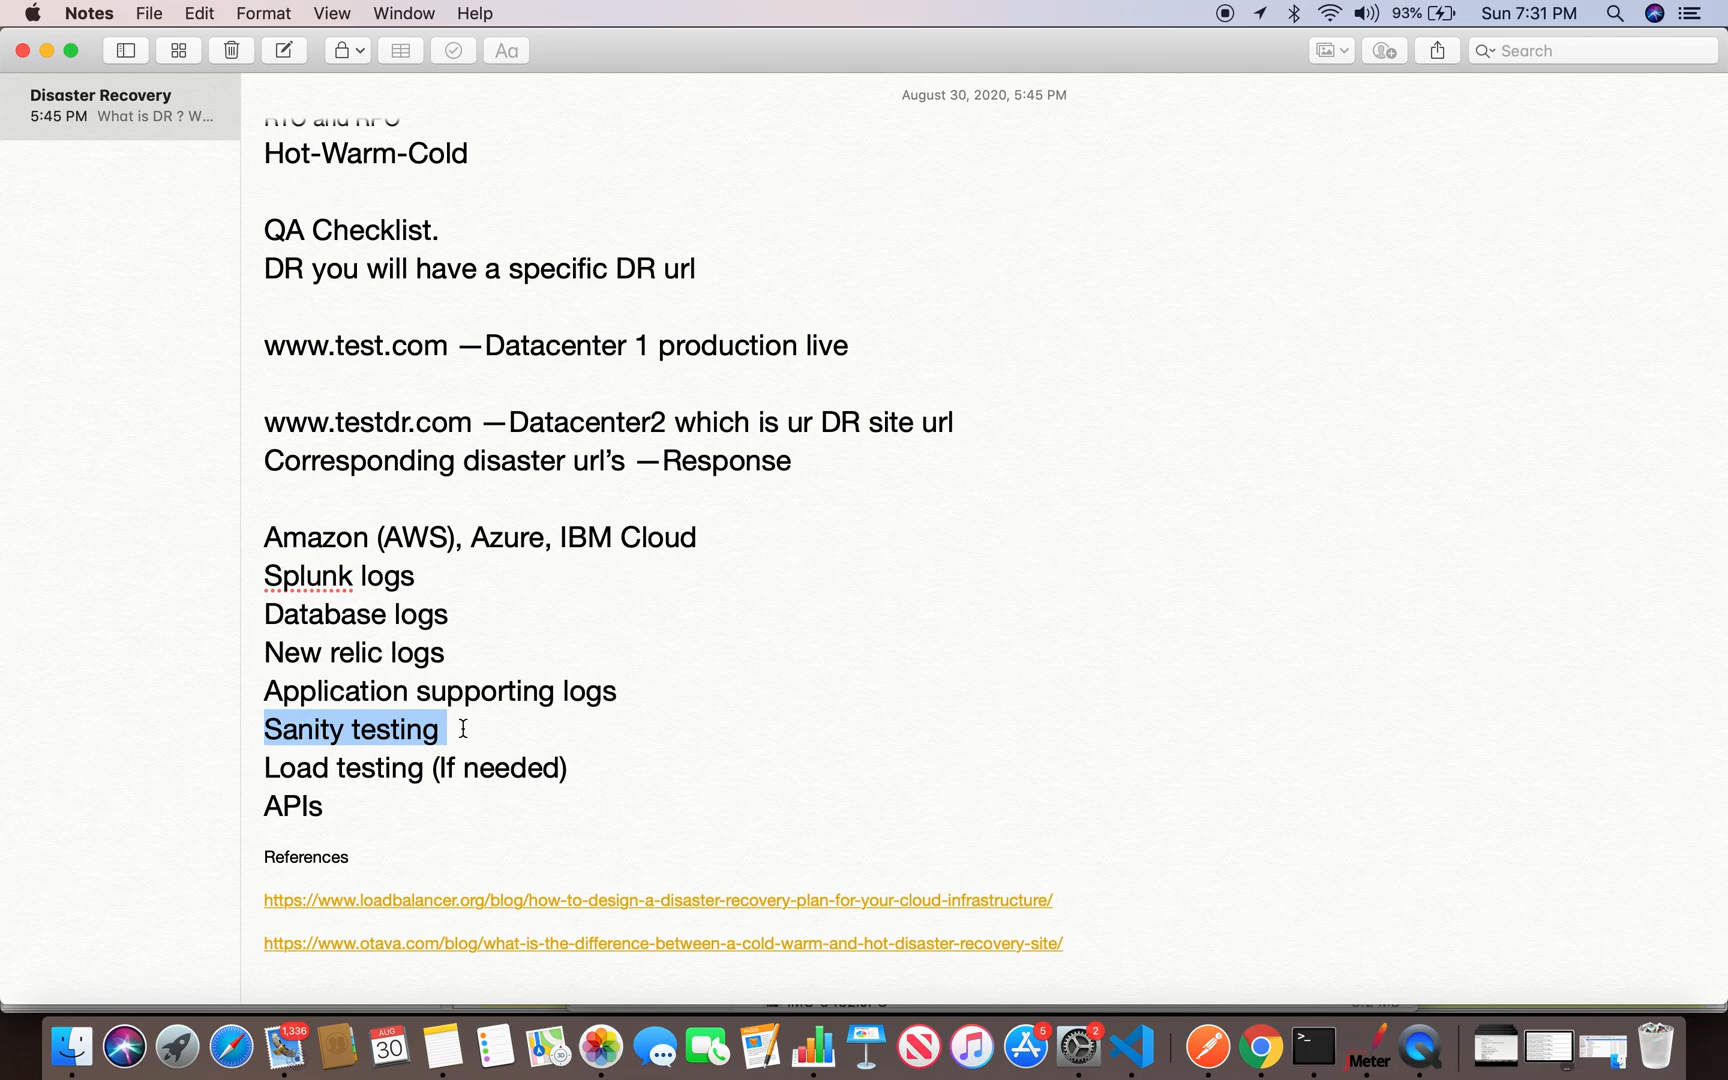 Notes File Edit Format View Window Help
93%
Sun 7:31 PM
Aa
Search
Disaster Recovery
5:45 PM What is DR ? W...
August 30, 2020, 5:45 PM
RTO and RPO
Hot-Warm-Cold
QA Checklist.
DR you will have a specific DR url
www.test.com —Datacenter 1 production live
www.testdr.com —Datacenter2 which is ur DR site url
Corresponding disaster url’s —Response
Amazon (AWS), Azure, IBM Cloud
Splunk logs
Database logs
New relic logs
Application supporting logs
Sanity testing
Load testing (If needed)
APIs
References
https://www.loadbalancer.org/blog/how-to-design-a-disaster-recovery-plan-for-your-cloud-infrastructure/
https://www.otava.com/blog/what-is-the-difference-between-a-cold-warm-and-hot-disaster-recovery-site/
1,336
AUG
30
3D
5
2
Meter